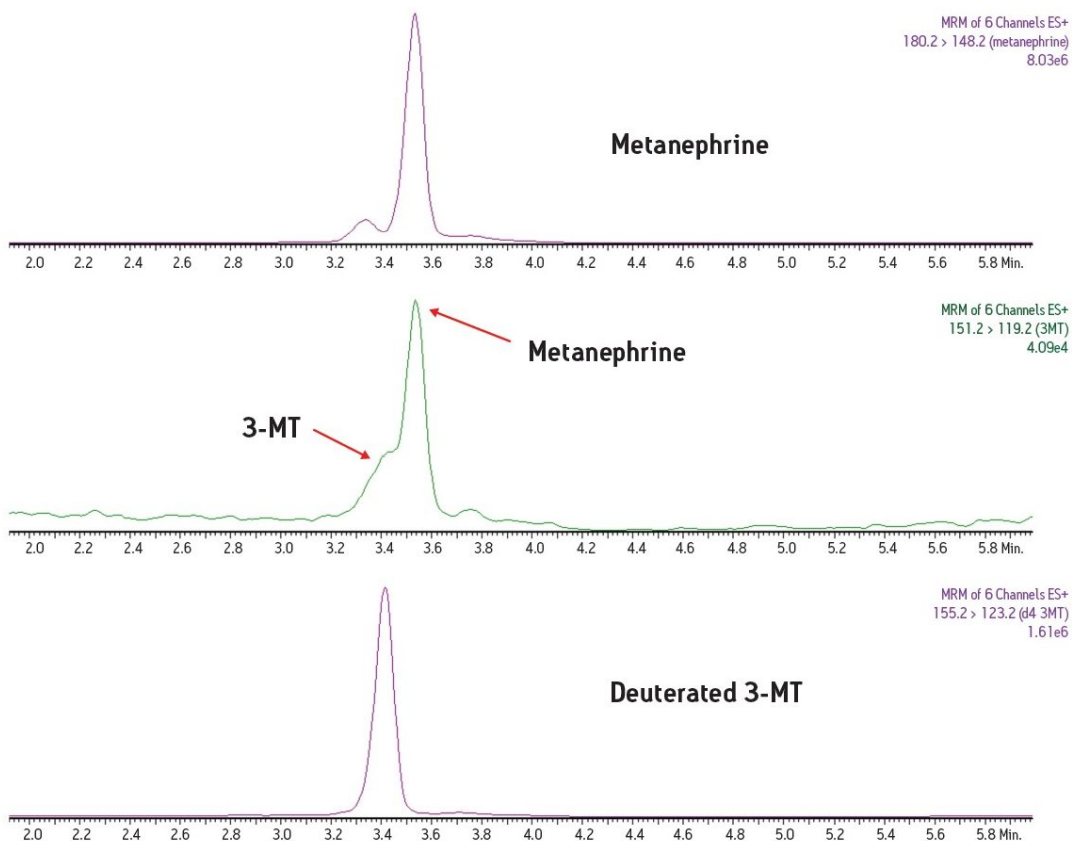 MRM of 6 Channels ES+
180.2 > 148.2 (metanephrine)
8.03e6
Metanephrine
2.0 2.2 2.4 2.6 2.8 3.0 3.2 3.4 3.6 3.8 4.0 4.2 4.4 4.6 4.8 5.0 5.2 5.4 5.6 5.8 Min.
MRM of 6 Channels ES+
151.2 > 119.2 (3MT)
4.09e4
Metanephrine
3-MT
2.0 2.2 2.4 2.6 2.8 3.0 3.2 3.4 3.6 3.8 4.0 4.2 4.4 4.6 4.8 5.0 5.2 5.4 5.6 5.8 Min.
MRM of 6 Channels ES+
155.2 > 123.2 (d4 3MT)
1.61e6
Deuterated 3-MT
2.0 2.2 2.4 2.6 2.8 3.0 3.2 3.4 3.6 3.8 4.0 4.2 4.4 4.6 4.8 5.0 5.2 5.4 5.6 5.8 Min.